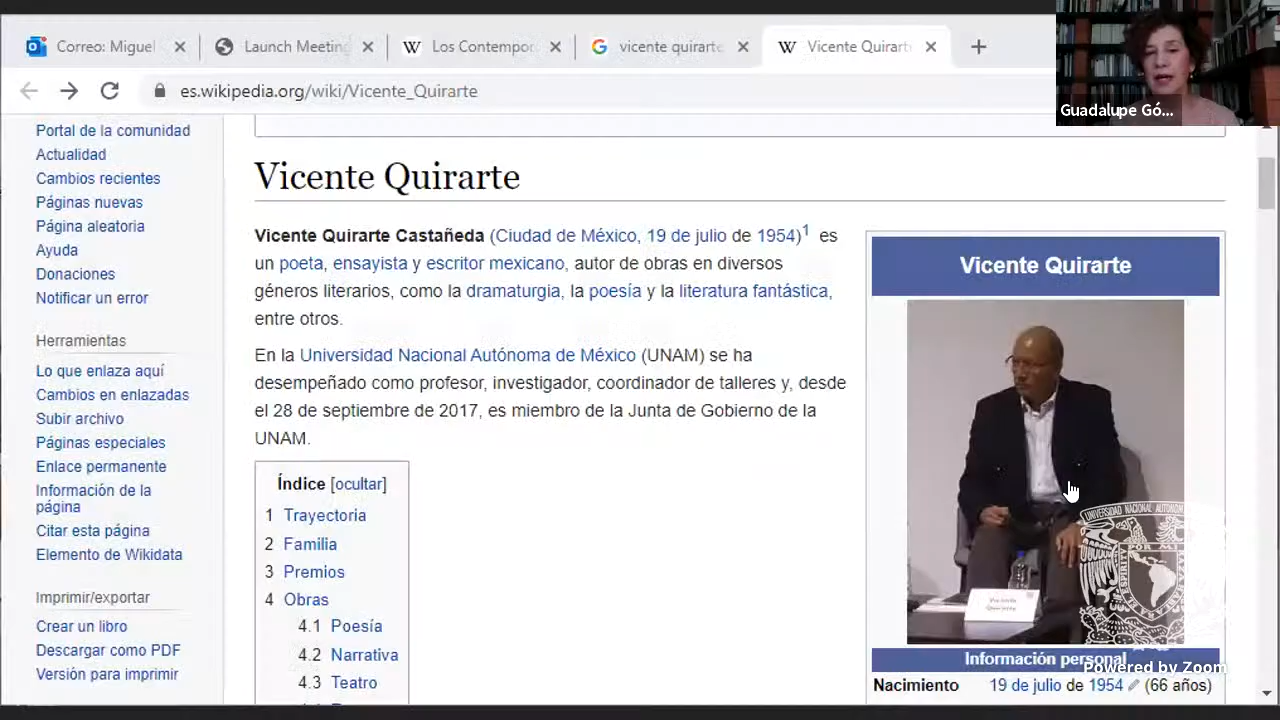 Correo: Miguel
Launch Meeting
Los Contempor
vicente quirarte
Vicente Quirart
es.wikipedia.org/wiki/Vicente_Quirarte
Guadalupe Gó...
Portal de la comunidad
Actualidad
Cambios recientes
Páginas nuevas
Página aleatoria
Ayuda
Donaciones
Notificar un error
Herramientas
Lo que enlaza aquí
Cambios en enlazadas
Subir archivo
Páginas especiales
Enlace permanente
Información de la
página
Citar esta página
Elemento de Wikidata
Imprimir/exportar
Crear un libro
Descargar como PDF
Versión para imprimir
Vicente Quirarte
Vicente Quirarte Castañeda (Ciudad de México, 19 de julio de 1954)1 es
un poeta, ensayista y escritor mexicano, autor de obras en diversos
géneros literarios, como la dramaturgia, la poesía y la literatura fantástica,
entre otros.
En la Universidad Nacional Autónoma de México (UNAM) se ha
desempeñado como profesor, investigador, coordinador de talleres y, desde
el 28 de septiembre de 2017, es miembro de la Junta de Gobierno de la
UNAM.
Índice [ocultar]
1 Trayectoria
2 Familia
3 Premios
4 Obras
4.1 Poesía
4.2 Narrativa
4.3 Teatro
Vicente Quirarte
Vicente
Quirarte
UNIVERSIDAD NACIONAL AUTÓNOMA
POR MI
Información personal
Powered by Zoom
Nacimiento 19 de julio de 1954 (66 años)